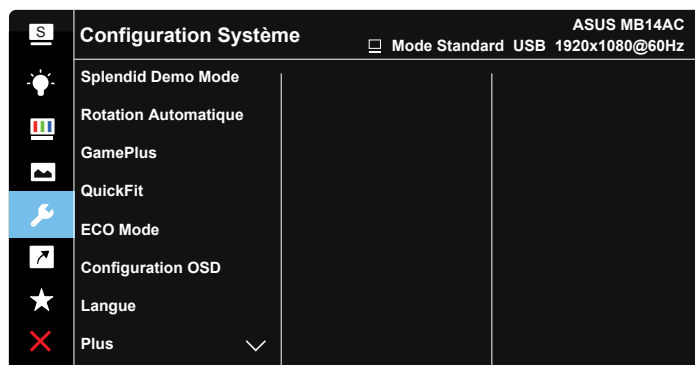 S
Configuration Système
ASUS MB14AC
Mode Standard USB 1920x1080@60Hz
Splendid Demo Mode
Rotation Automatique
GamePlus
QuickFit
ECO Mode
Configuration OSD
Langue
Plus